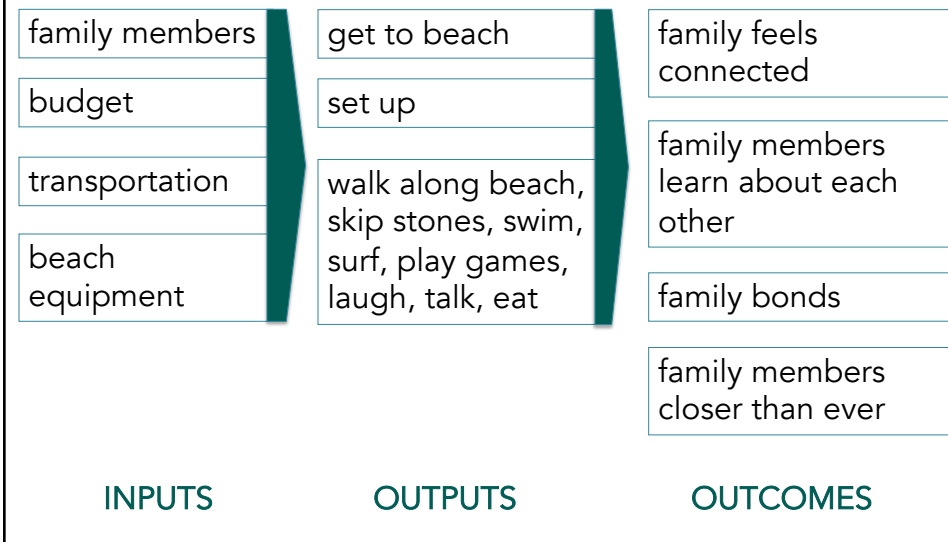 family members
budget
transportation
beach
equipment
get to beach
set up
walk along beach,
skip stones, swim,
surf, play games,
laugh, talk, eat
family feels
connected
family members
learn about each
other
family bonds
family members
closer than ever
INPUTS
OUTPUTS
OUTCOMES